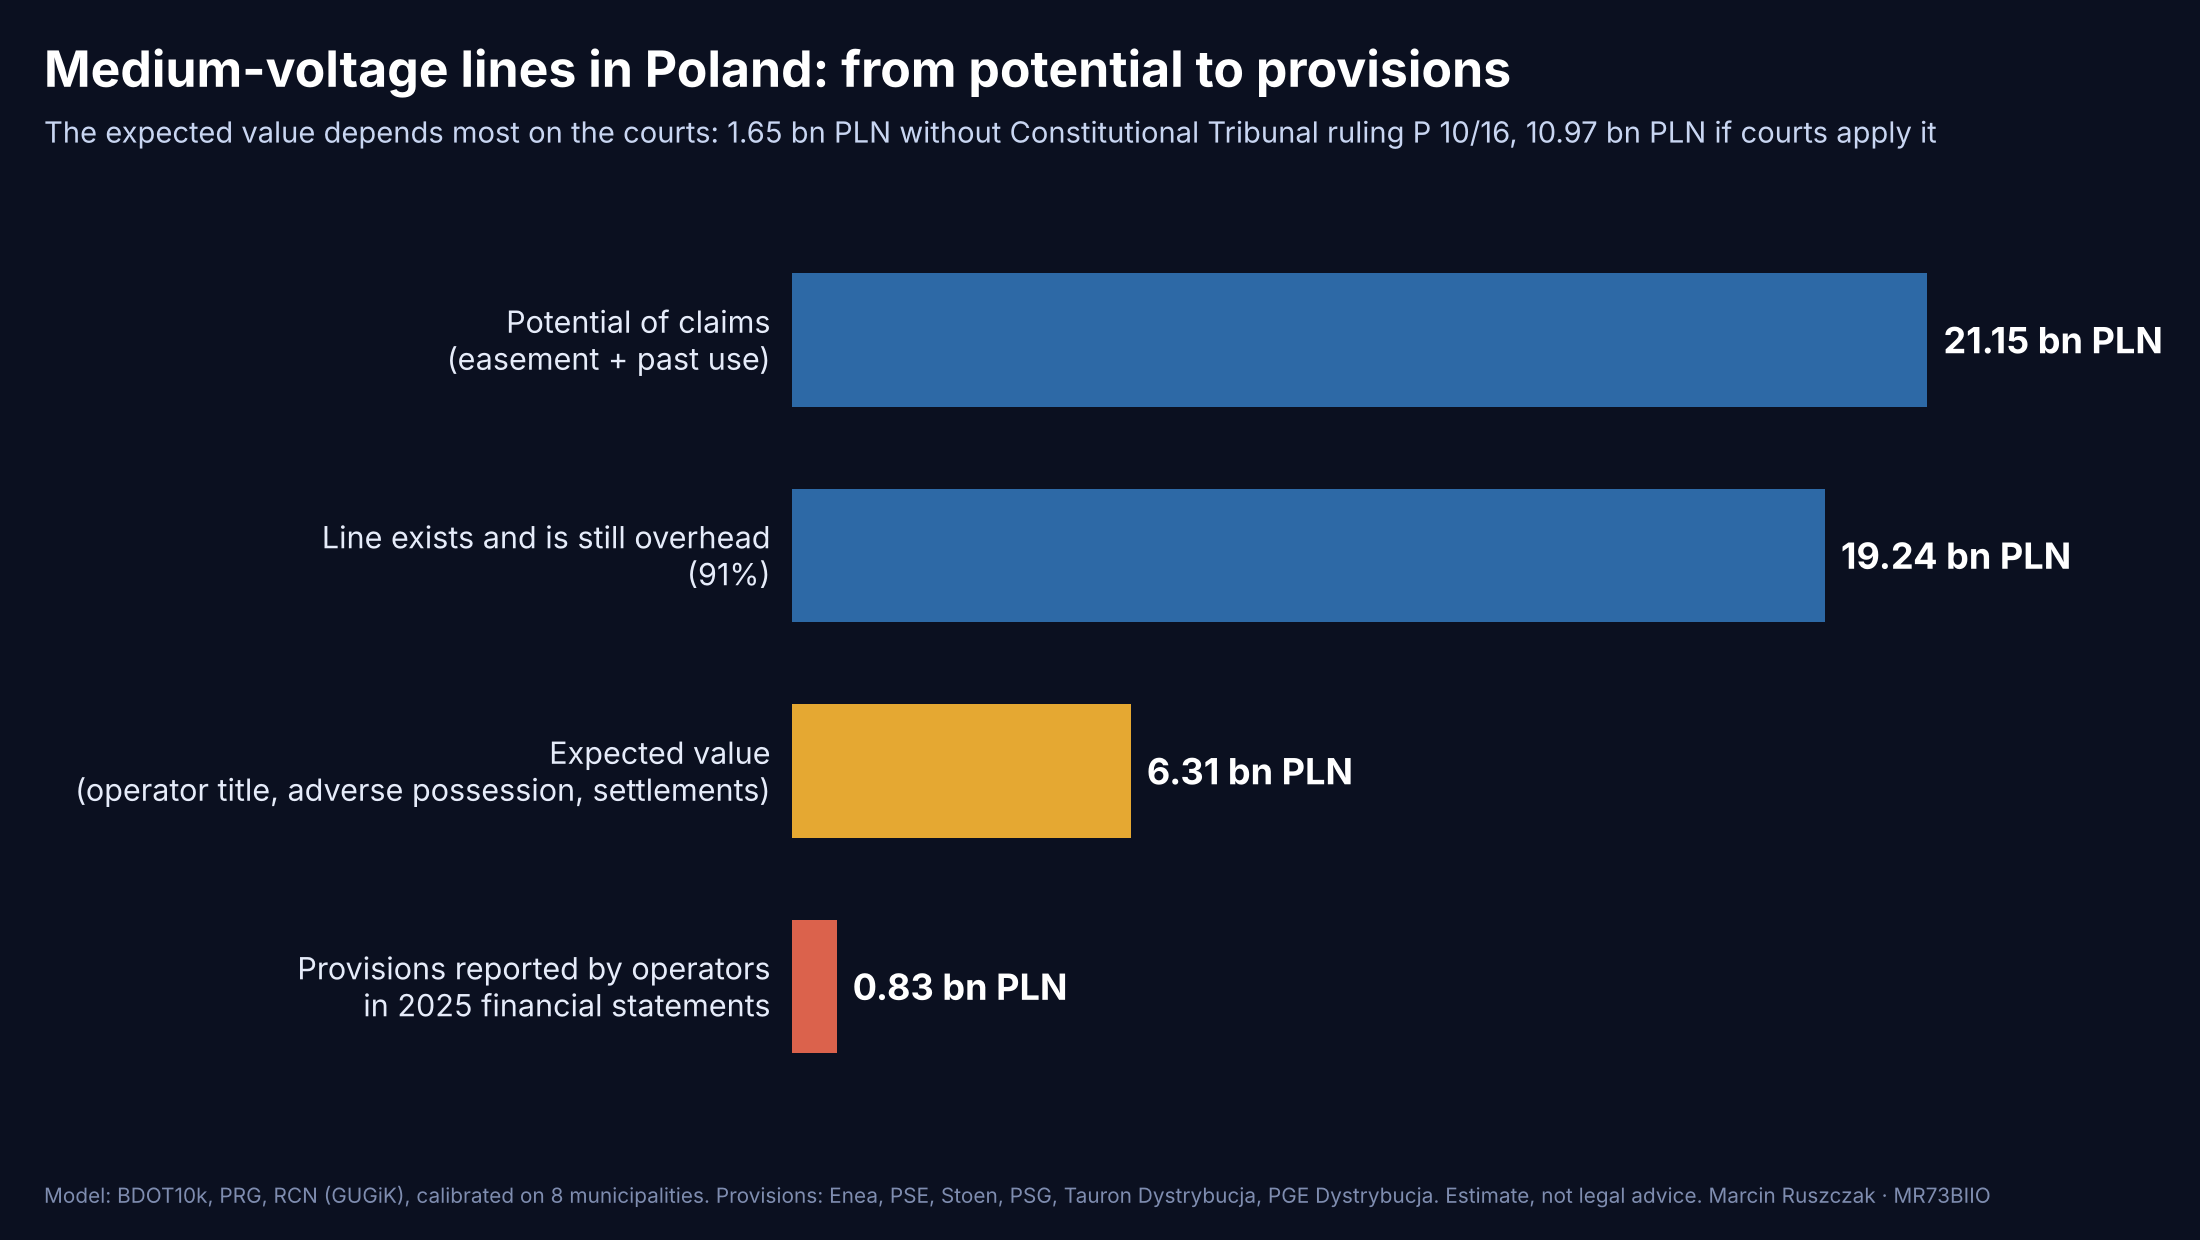 Medium-voltage lines in Poland: from potential to provisions
The expected value depends most on the courts: 1.65 bn PLN without Constitutional Tribunal ruling P 10/16, 10.97 bn PLN if courts apply it
Potential of claims
(easement + past use)
21.15 bn PLN
Line exists and is still overhead
(91%)
19.24 bn PLN
Expected value
(operator title, adverse possession, settlements)
6.31 bn PLN
Provisions reported by operators
in 2025 financial statements
0.83 bn PLN
Model: BDOT10k, PRG, RCN (GUGiK), calibrated on 8 municipalities. Provisions: Enea, PSE, Stoen, PSG, Tauron Dystrybucja, PGE Dystrybucja. Estimate, not legal advice. Marcin Ruszczak · MR73BIIO